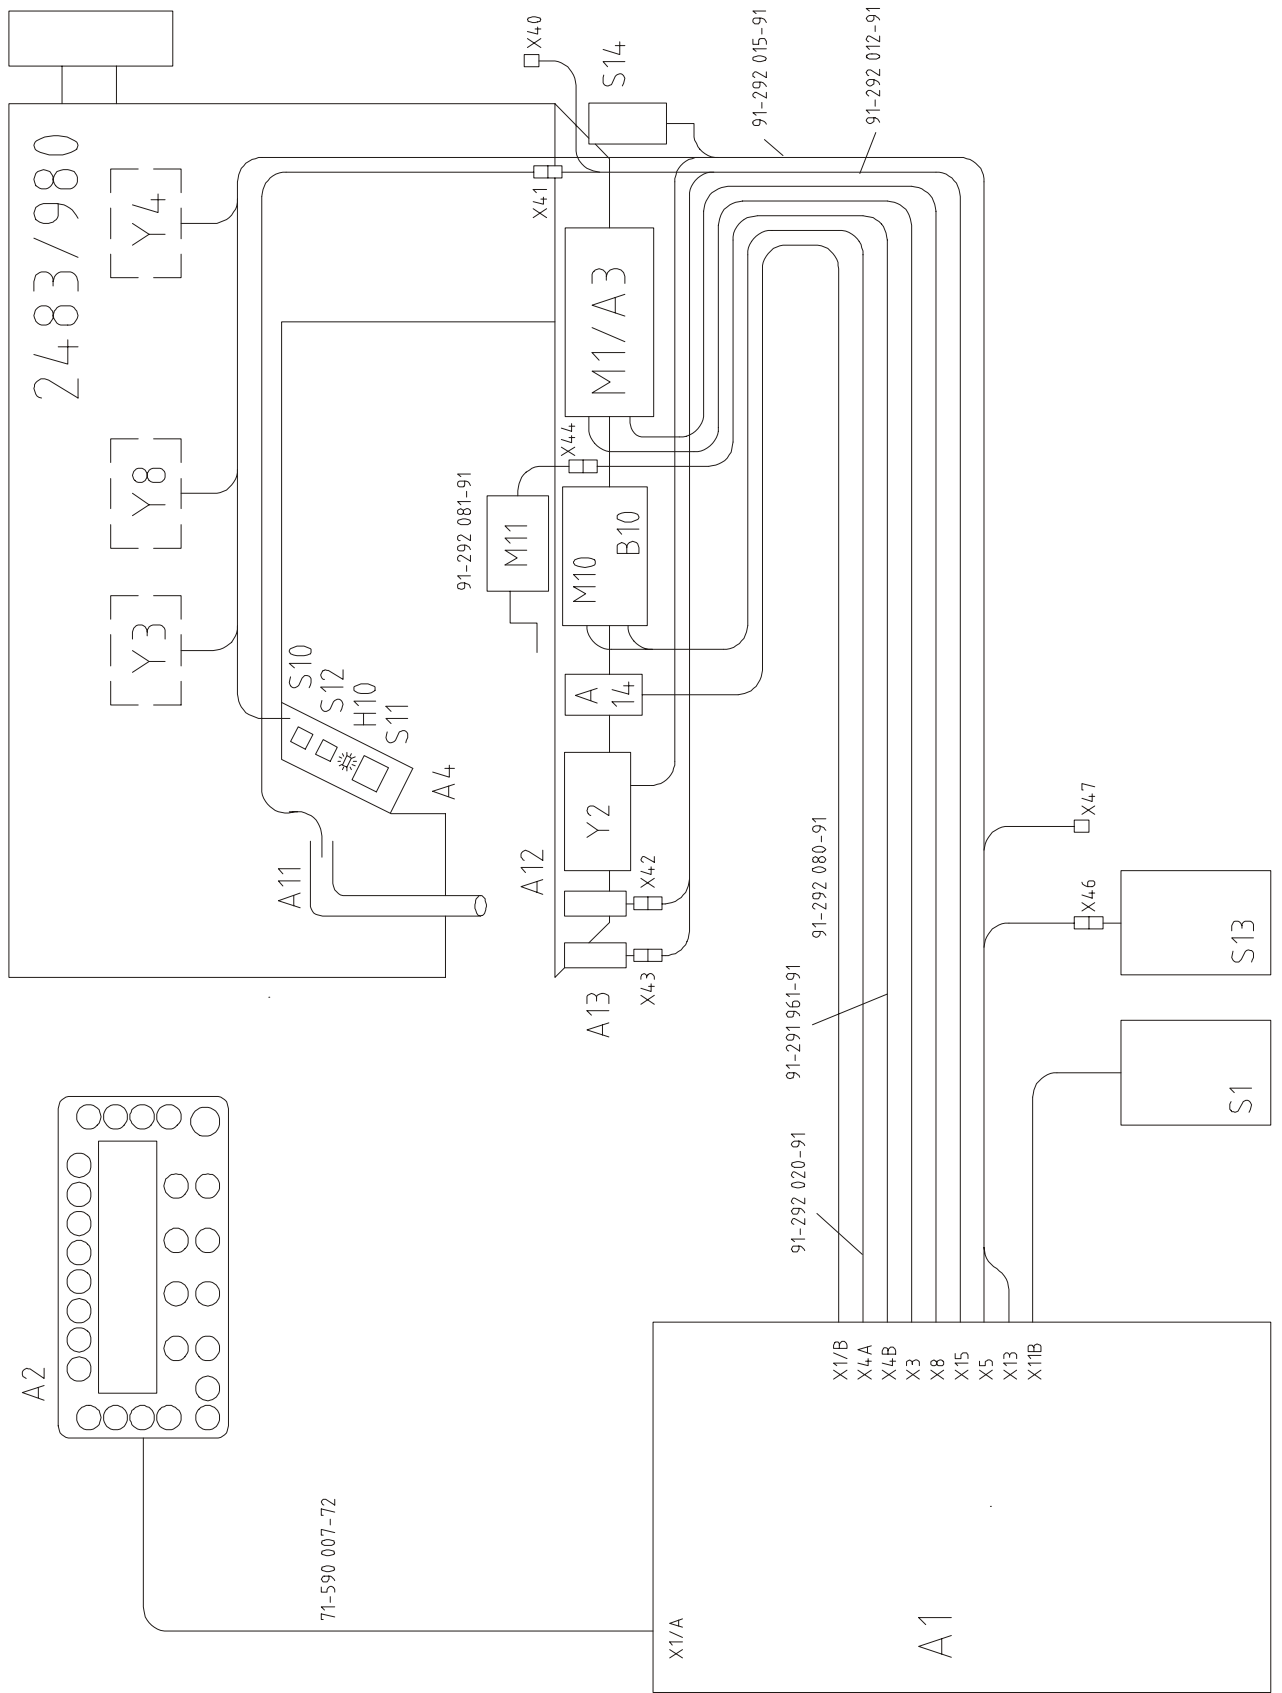 2483/980
Y4
Y8
Y3
X40
S14
91-292 015-91
91-292 012-91
X41
M1/A3
X44
91-292 081-91
M11
M10
B10
A
14
S10
S12
H10
S11
A4
A11
A12
Y2
X42
X43
A13
91-292 080-91
91-291 961-91
91-292 020-91
X47
X46
S13
S1
A2
71-590 007-72
X1/A
A1
X1/B
X4A
X4B
X3
X8
X15
X5
X13
X11B